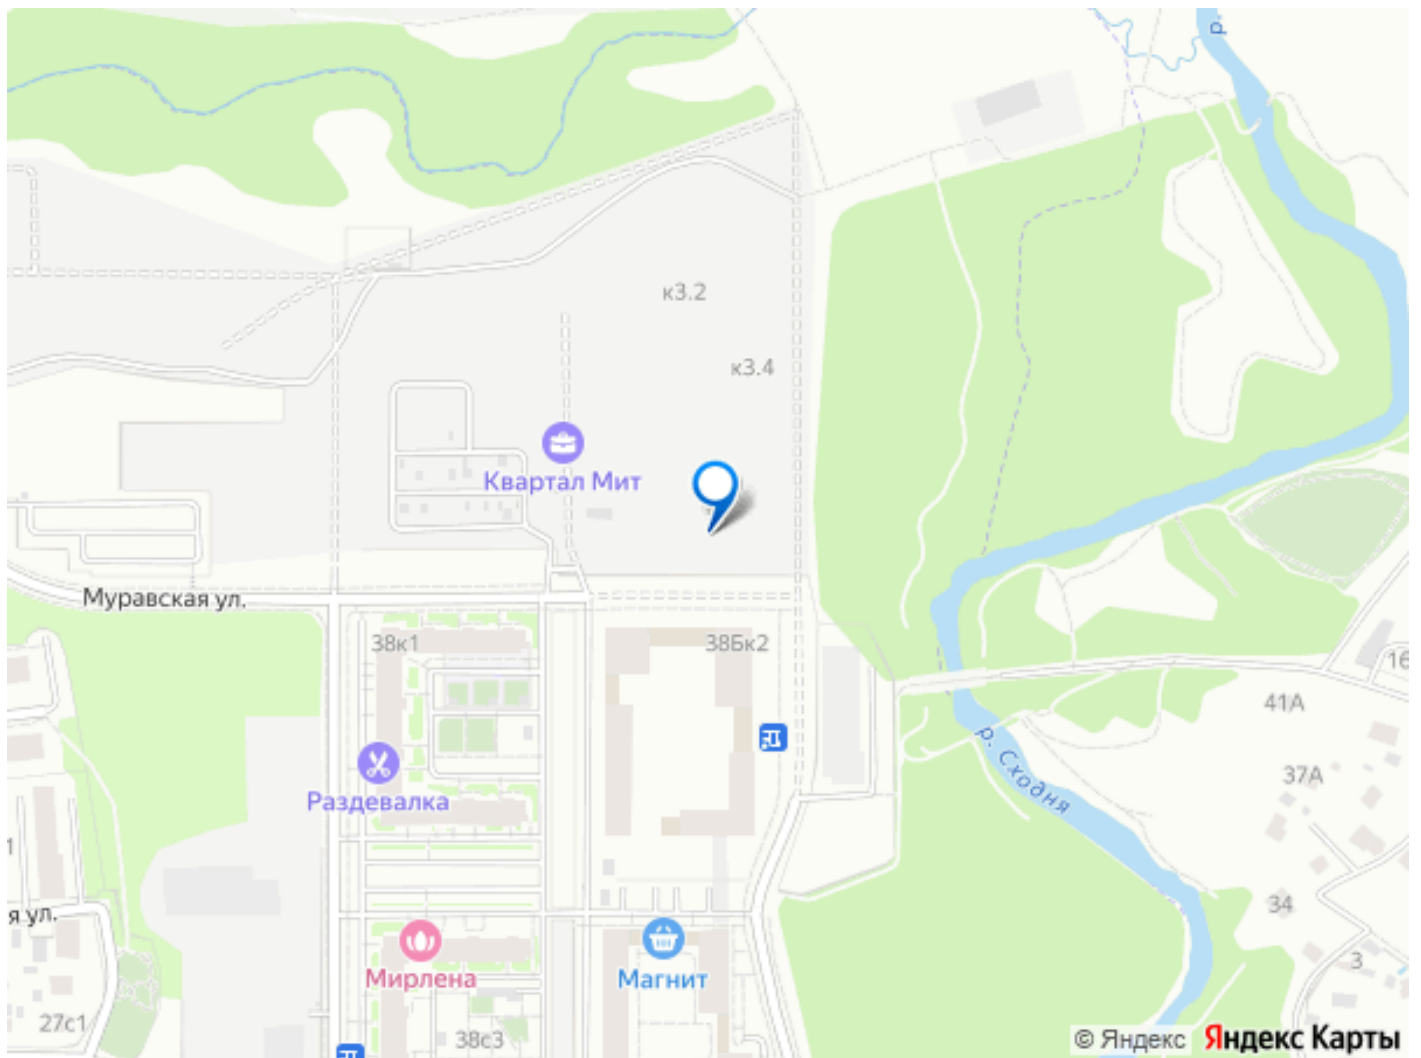 р.
к3.2
к3.4
Квартал Мит
Муравская ул.
38к1
38Бк2
16
41А
р. Сходня
37А
Раздевалка
1
я ул.
34
Мирлена
Магнит
3
27с1
38с3
© Яндекс Яндекс Карты